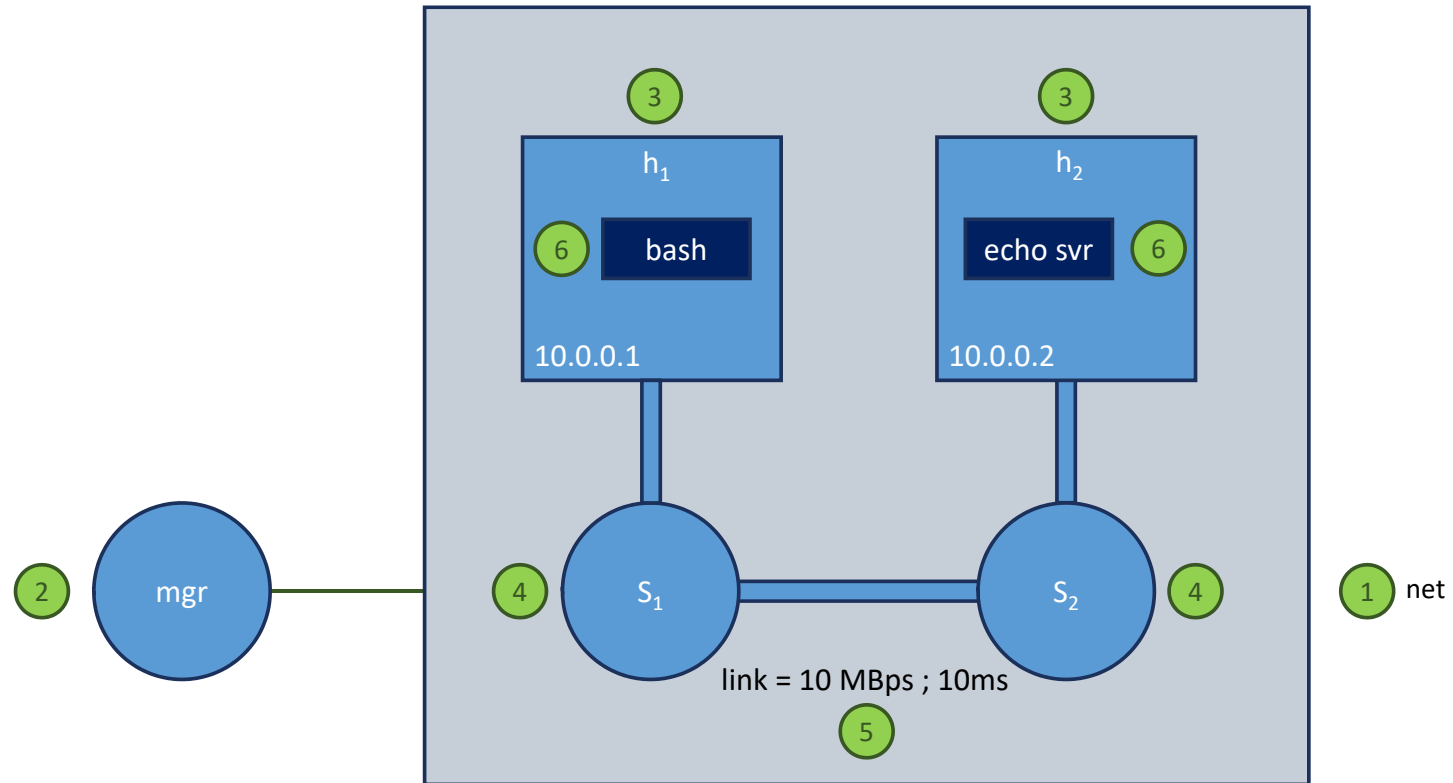 3
3
h1
h2
6
bash
echo svr
6
10.0.0.1
10.0.0.2
2
mgr
4
S1
S2
4
1
net
link = 10 MBps ; 10ms
5